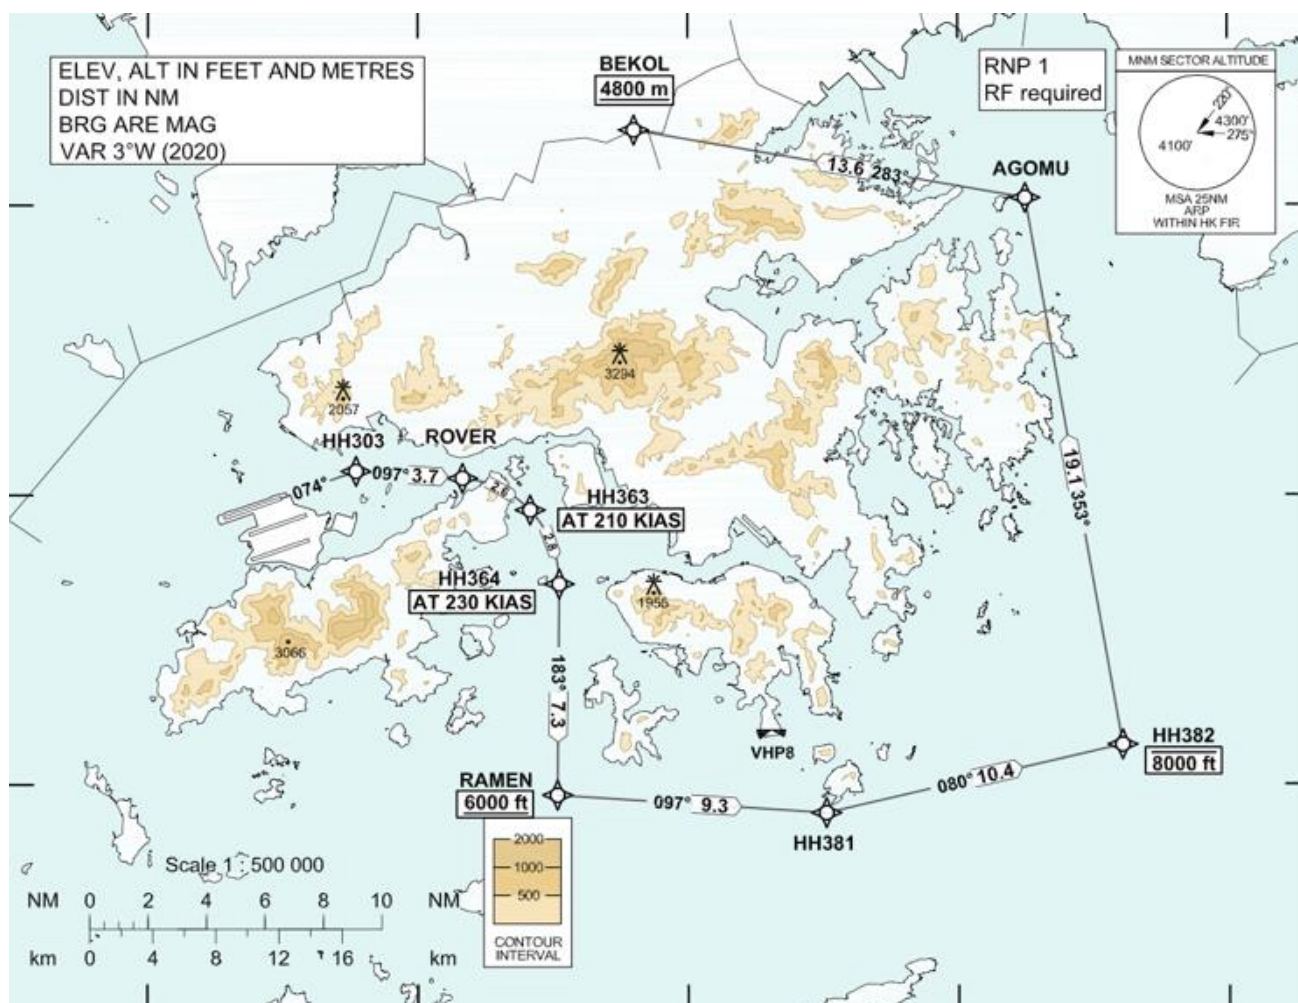 ELEV, ALT IN FEET AND METRES
DIST IN NM
BRG ARE MAG
VAR 3°W (2020)
BEKOL
4800 m
RNP 1
RF required
MNM SECTOR ALTITUDE
220°
4300'
275°
4100'
MSA 25NM
ARP
WITHIN HK FIR
13.6 283°
AGOMU
3294
2057
HH303
ROVER
074°
097° 3.7
2.6
HH363
AT 210 KIAS
2.8
19.1 353°
HH364
AT 230 KIAS
1956
3066
183° 7.3
VHP8
HH382
8000 ft
RAMEN
6000 ft
097° 9.3
080° 10.4
HH381
Scale 1 : 500 000
NM 0 2 4 6 8 10 NM
km 0 4 8 12 16 km
2000
1000
500
CONTOUR
INTERVAL